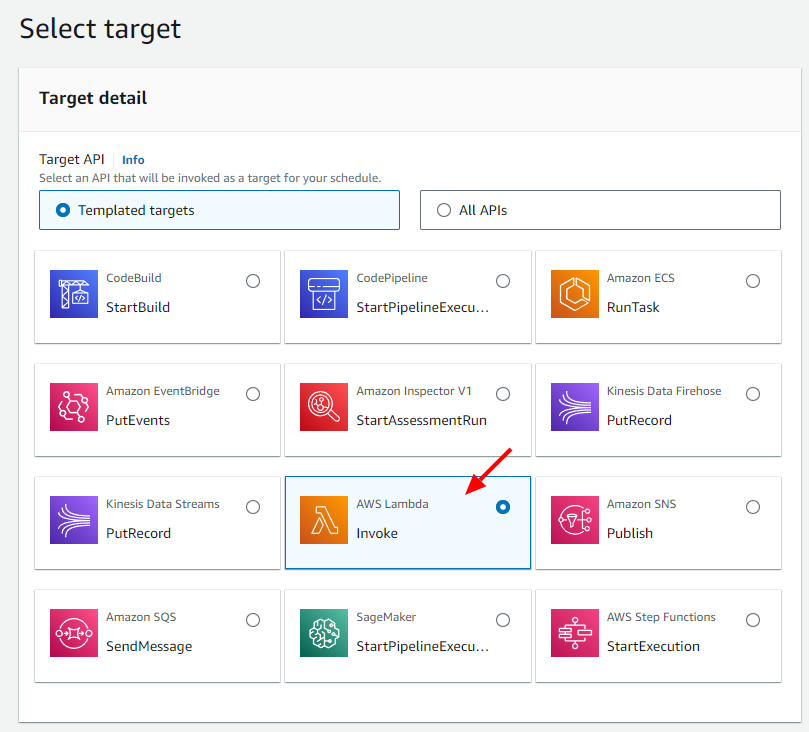 Select target
Target detail
Target API Info
Select an API that will be invoked as a target for your schedule.
Templated targets
All APIs
CodeBuild
StartBuild
CodePipeline
StartPipelineExecu...
Amazon ECS
RunTask
Amazon EventBridge
PutEvents
Amazon Inspector V1
StartAssessmentRun
Kinesis Data Firehose
PutRecord
Kinesis Data Streams
PutRecord
AWS Lambda
Invoke
Amazon SNS
Publish
Amazon SQS
SendMessage
SageMaker
StartPipelineExecu...
AWS Step Functions
StartExecution